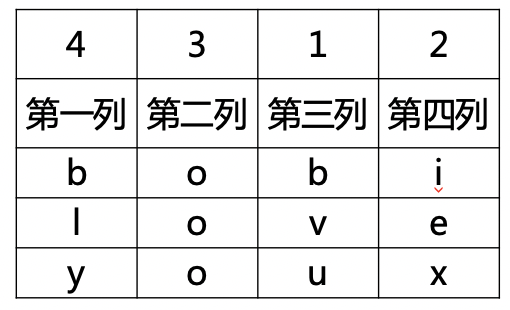 4 3 1 2
第一列 第二列 第三列 第四列
b o b i
l o v e
y o u x